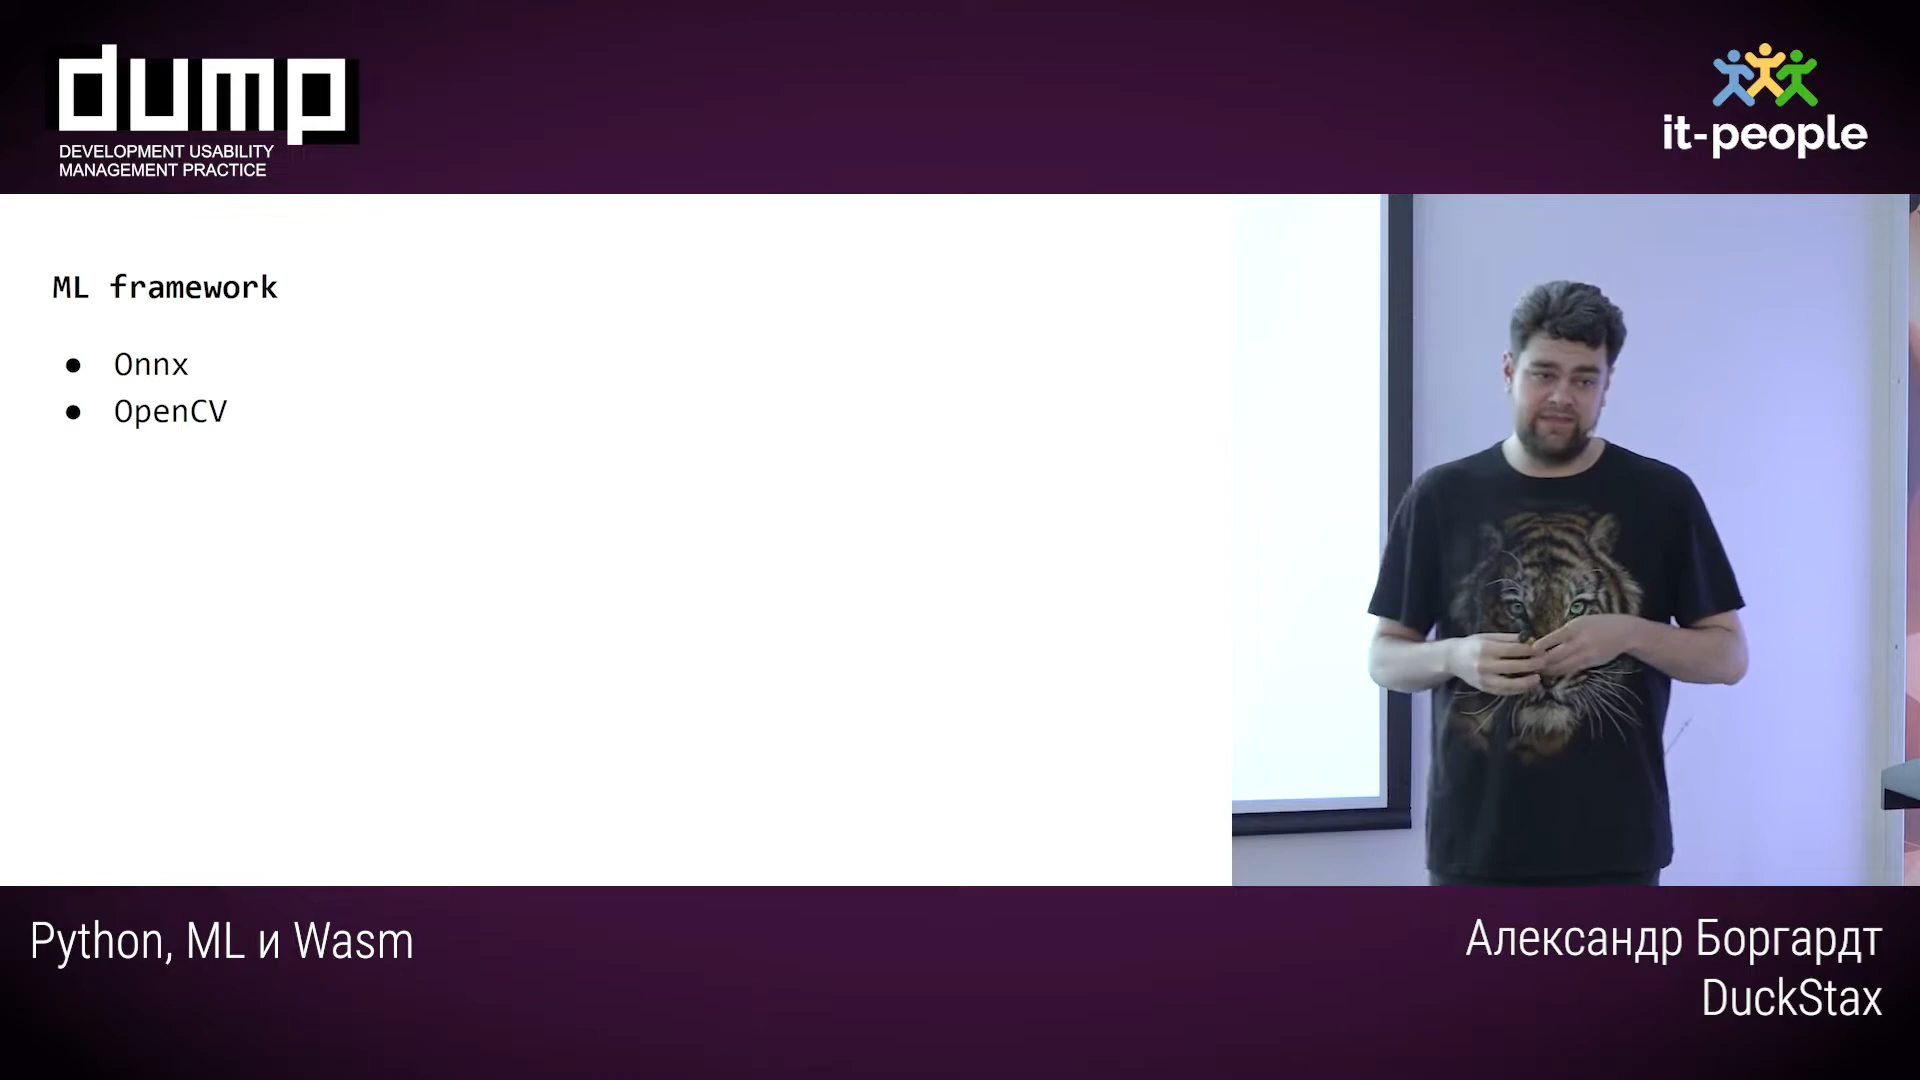 dump
DEVELOPMENT USABILITY
MANAGEMENT PRACTICE
it-people
ML framework
● Onnx
● OpenCV
Python, ML и Wasm
Александр Боргардт
DuckStax